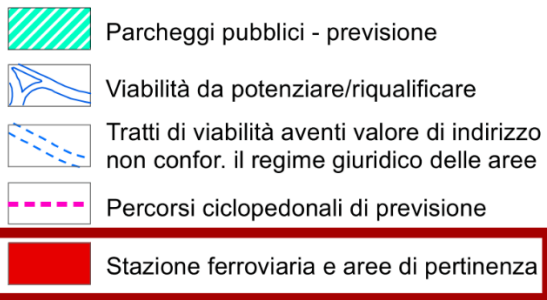 Parcheggi pubblici - previsione
Viabilità da potenziare/riqualificare
Tratti di viabilità aventi valore di indirizzo
non confor. il regime giuridico delle aree
Percorsi ciclopedonali di previsione
Stazione ferroviaria e aree di pertinenza